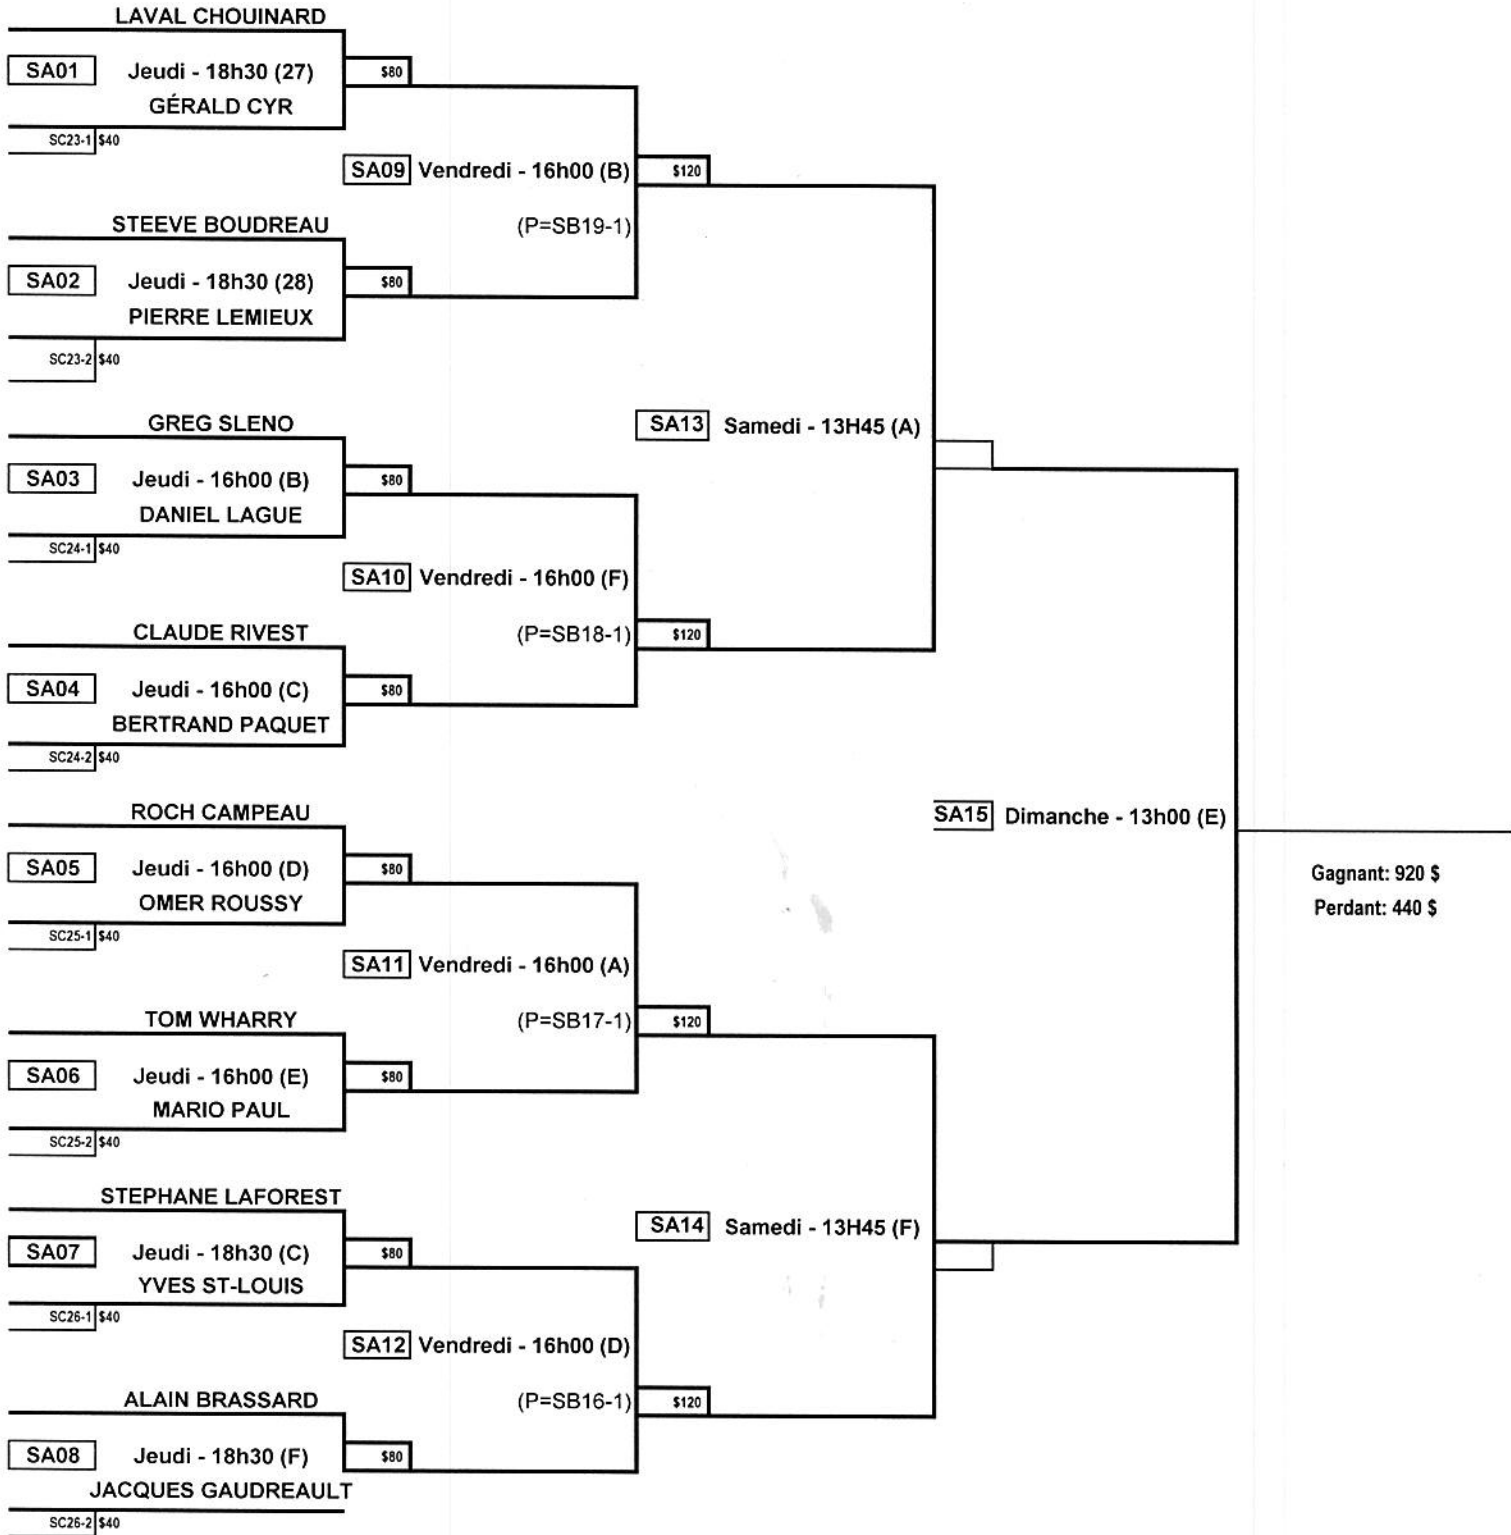 LAVAL CHOUINARD
SA01 Jeudi - 18h30 (27) $80
GÉRALD CYR
SC23-1 $40
SA09 Vendredi - 16h00 (B) $120
STEEVE BOUDREAU (P=SB19-1)
SA02 Jeudi - 18h30 (28) $80
PIERRE LEMIEUX
SC23-2 $40
GREG SLENO SA13 Samedi - 13H45 (A)
SA03 Jeudi - 16h00 (B) $80
DANIEL LAGUE
SC24-1 $40
SA10 Vendredi - 16h00 (F)
CLAUDE RIVEST (P=SB18-1) $120
SA04 Jeudi - 16h00 (C) $80
BERTRAND PAQUET
SC24-2 $40
ROCH CAMPEAU SA15 Dimanche - 13h00 (E)
SA05 Jeudi - 16h00 (D) $80 Gagnant: 920 $
OMER ROUSSY Perdant: 440 $
SC25-1 $40
SA11 Vendredi - 16h00 (A)
TOM WHARRY (P=SB17-1) $120
SA06 Jeudi - 16h00 (E) $80
MARIO PAUL
SC25-2 $40
STEPHANE LAFOREST
SA14 Samedi - 13H45 (F)
SA07 Jeudi - 18h30 (C) $80
YVES ST-LOUIS
SC26-1 $40
SA12 Vendredi - 16h00 (D)
ALAIN BRASSARD (P=SB16-1) $120
SA08 Jeudi - 18h30 (F) $80
JACQUES GAUDREAULT
SC26-2 $40